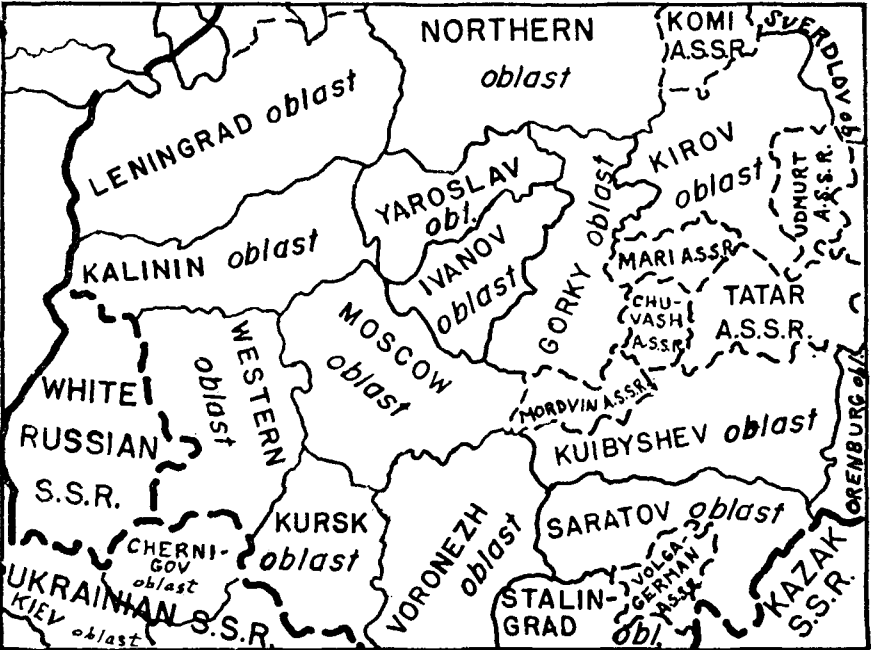 NORTHERN
oblast
KOMI
A.S.S.R.
SVERDLOV
obl.
LENINGRAD oblast
KIROV
oblast
UDMURT
A.S.S.R.
YAROSLAV
obl.
GORKY oblast
KALININ oblast
IVANOV
oblast
MARI A.S.S.R.
CHU-
VASH
A.S.S.R.
TATAR
A.S.S.R.
MOSCOW
oblast
WESTERN
oblast
WHITE
RUSSIAN
S.S.R.
MORDVIN A.S.S.R.
KUIBYSHEV oblast
ORENBURG obl.
KURSK
oblast
VORONEZH
oblast
SARATOV oblast
CHERNI-
GOV
oblast
UKRAINIAN S.S.R.
KIEV oblast
STALIN-
GRAD
obl.
VOLGA-
GERMAN
A.S.S.R.
KAZAK
S.S.R.